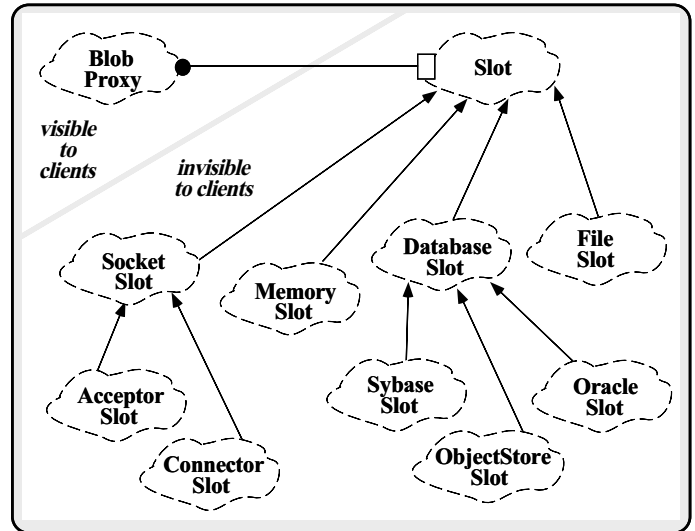 Blob
Proxy
Slot
visible
to
clients
invisible
to clients
Socket
Slot
Memory
Slot
Database
Slot
File
Slot
Acceptor
Slot
Connector
Slot
Sybase
Slot
ObjectStore
Slot
Oracle
Slot